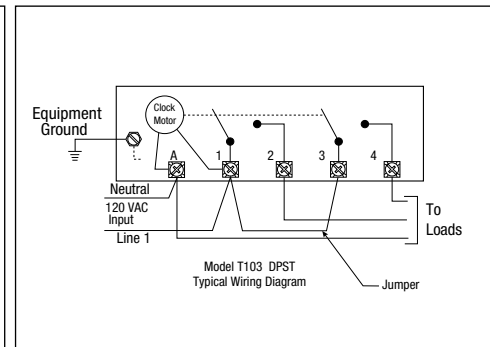 Clock
Motor
Equipment
Ground
A
1
2
3
4
Neutral
120 VAC
Input
Line 1
To
Loads
Model T103 DPST
Typical Wiring Diagram
Jumper